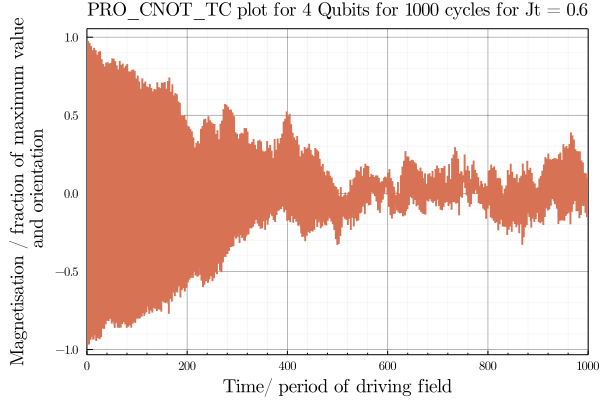 PRO_CNOT_TC plot for 4 Qubits for 1000 cycles for Jt = 0.6
Magnetisation / fraction of maximum value
and orientation
1.0
0.5
0.0
−0.5
−1.0
0 200 400 600 800 1000
Time/ period of driving field